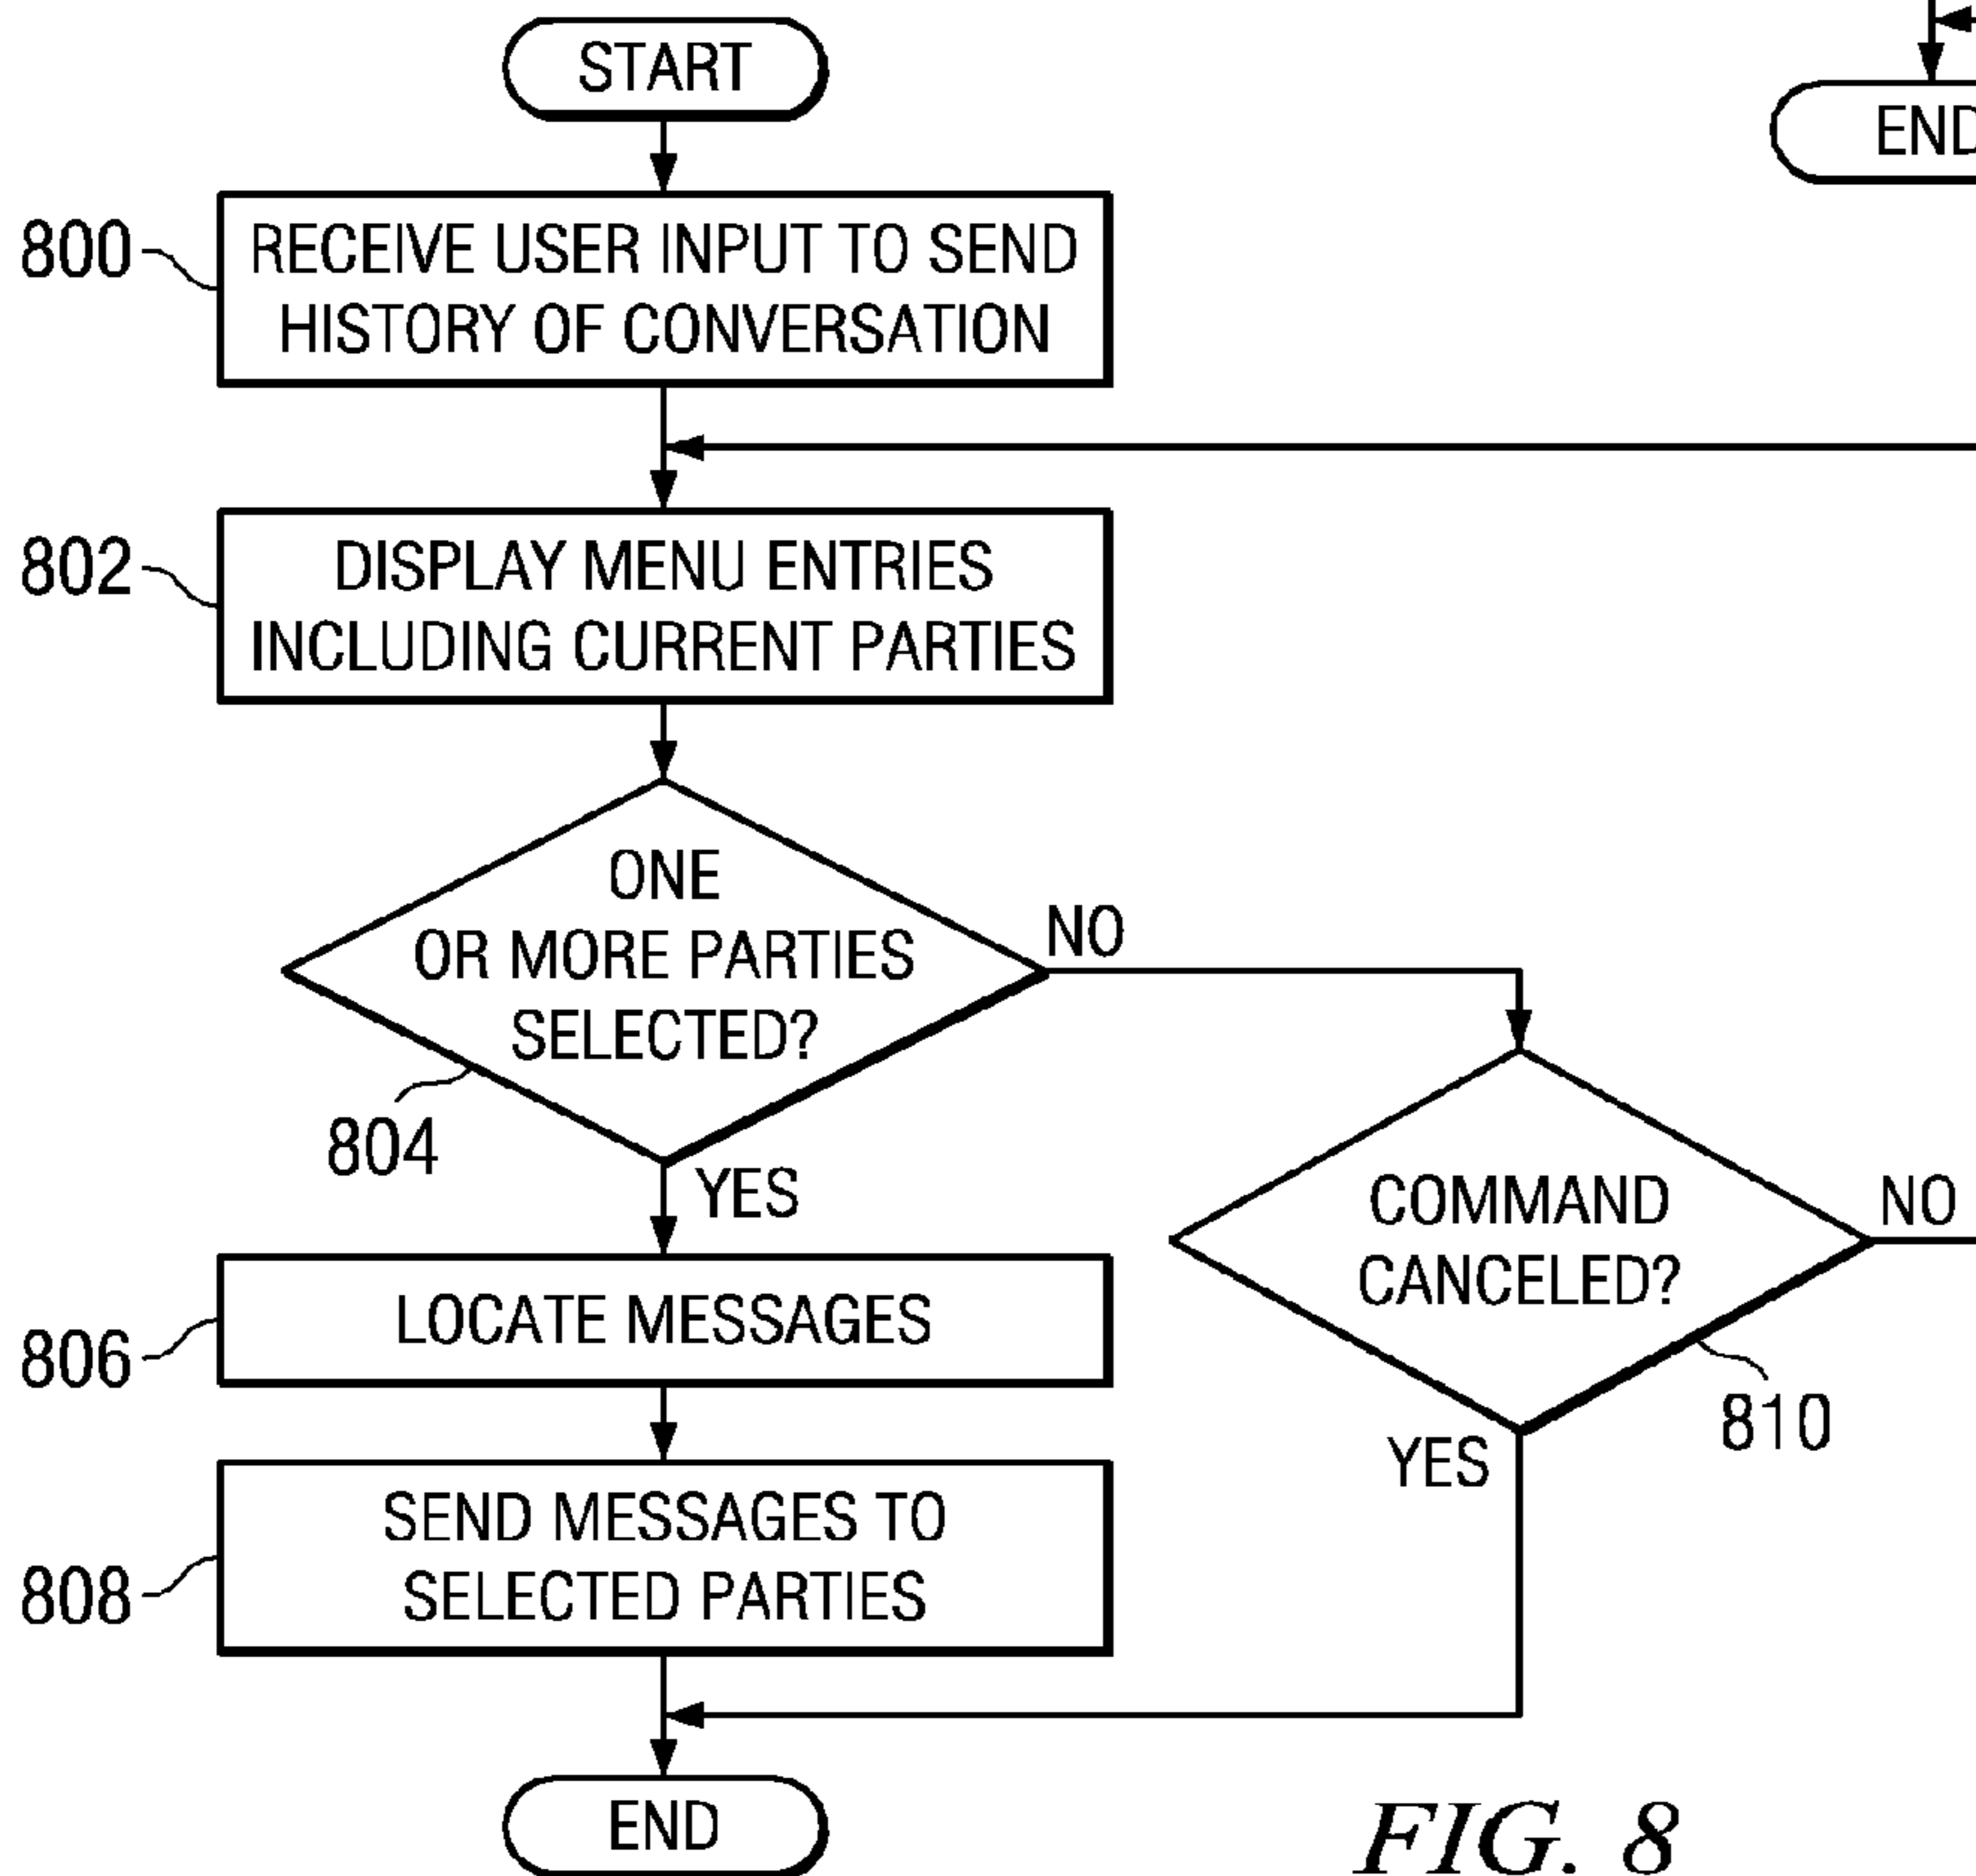 START
800
RECEIVE USER INPUT TO SEND
HISTORY OF CONVERSATION
802
DISPLAY MENU ENTRIES
INCLUDING CURRENT PARTIES
ONE
OR MORE PARTIES
SELECTED?
NO
804
YES
COMMAND
CANCELED?
NO
810
YES
806
LOCATE MESSAGES
808
SEND MESSAGES TO
SELECTED PARTIES
END
FIG. 8
END